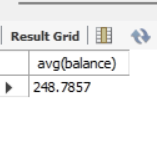 Result Grid
avg(balance)
248.7857